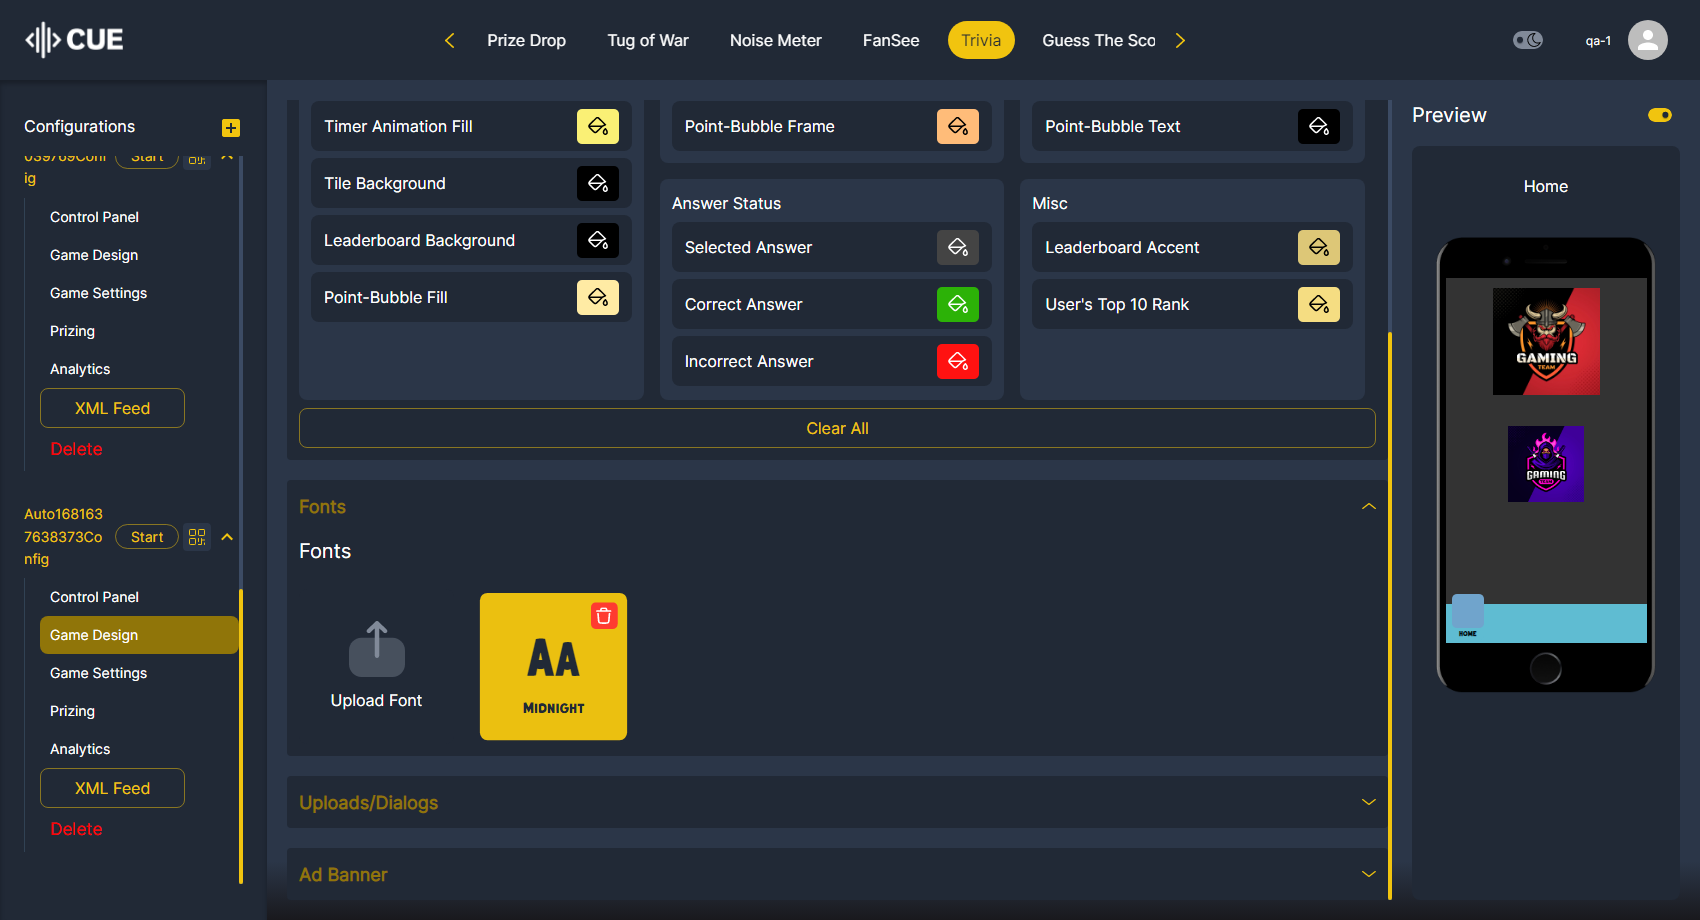 CUE
Prize Drop
Tug of War
Noise Meter
FanSee
Trivia
Guess The Sco
qa-1
Configurations
Start
ig
Control Panel
Game Design
Game Settings
Prizing
Analytics
XML Feed
Delete
Auto168163
7638373Co
nfig
Start
Control Panel
Game Design
Game Settings
Prizing
Analytics
XML Feed
Delete
Timer Animation Fill
Tile Background
Leaderboard Background
Point-Bubble Fill
Point-Bubble Frame
Answer Status
Selected Answer
Correct Answer
Incorrect Answer
Point-Bubble Text
Misc
Leaderboard Accent
User's Top 10 Rank
Clear All
Fonts
Fonts
Upload Font
AA
MIDNIGHT
Uploads/Dialogs
Ad Banner
Preview
Home
GAMING
TEAM
GAMING
TEAM
HOME